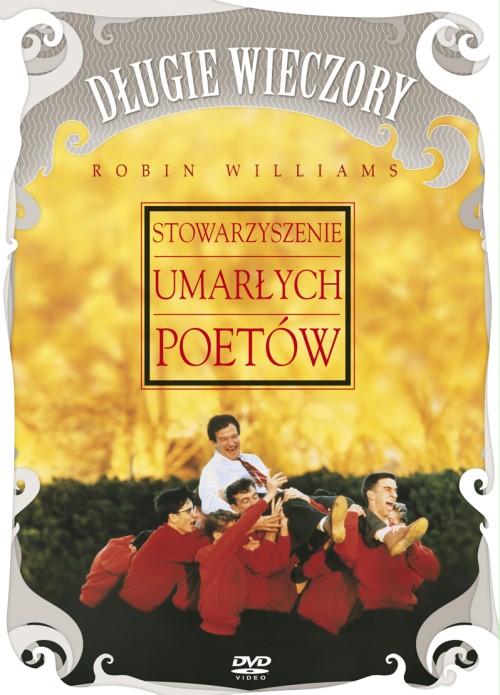 DŁUGIE WIECZORY
ROBIN WILLIAMS
STOWARZYSZENIE
UMARŁYCH
POETÓW
DVD
VIDEO